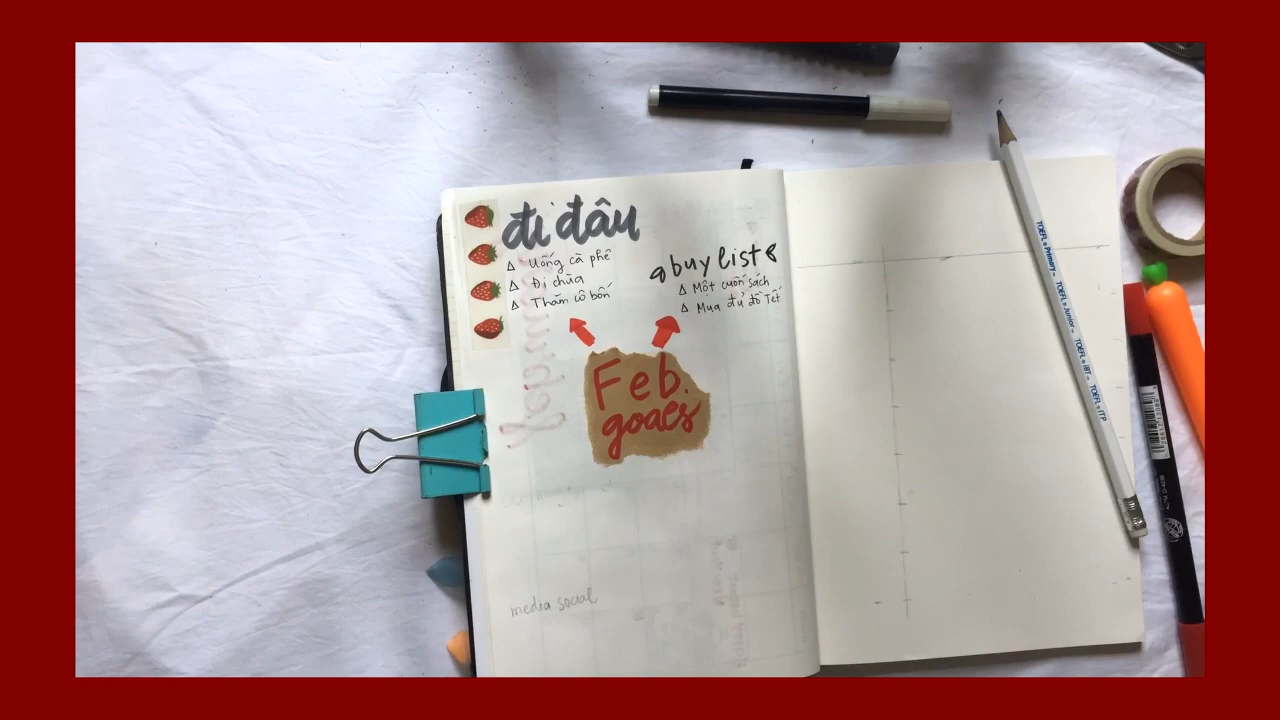 đi đâu
Δ Uống cà phê
Δ Đi chùa
Δ Thăm cô bốn
buy list
Δ Một cuốn sách
Δ Mua đủ đồ Tết
Feb.
goals
media social
TOEFL Primary TOEFL Junior TOEFL iBT TOEFL ITP